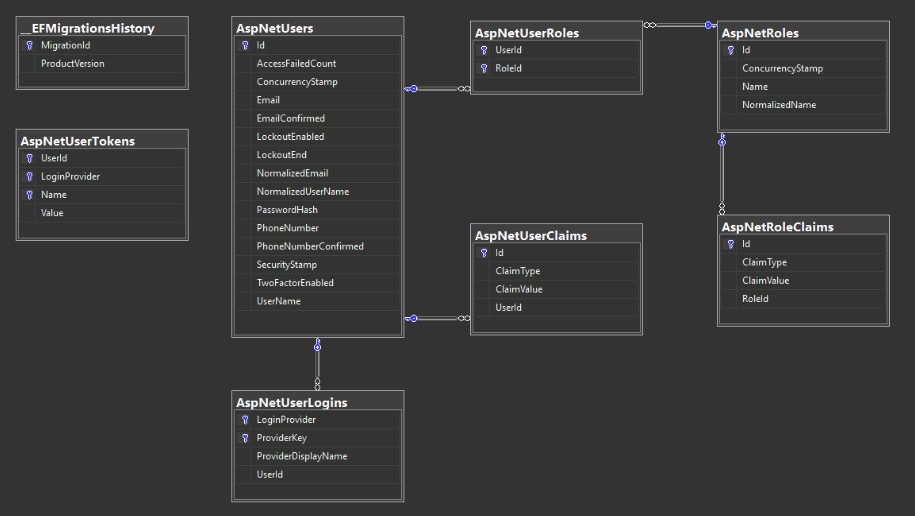 __EFMigrationsHistory
MigrationId
ProductVersion
AspNetUserTokens
UserId
LoginProvider
Name
Value
AspNetUsers
Id
AccessFailedCount
ConcurrencyStamp
Email
EmailConfirmed
LockoutEnabled
LockoutEnd
NormalizedEmail
NormalizedUserName
PasswordHash
PhoneNumber
PhoneNumberConfirmed
SecurityStamp
TwoFactorEnabled
UserName
AspNetUserLogins
LoginProvider
ProviderKey
ProviderDisplayName
UserId
AspNetUserRoles
UserId
RoleId
AspNetUserClaims
Id
ClaimType
ClaimValue
UserId
AspNetRoles
Id
ConcurrencyStamp
Name
NormalizedName
AspNetRoleClaims
Id
ClaimType
ClaimValue
RoleId